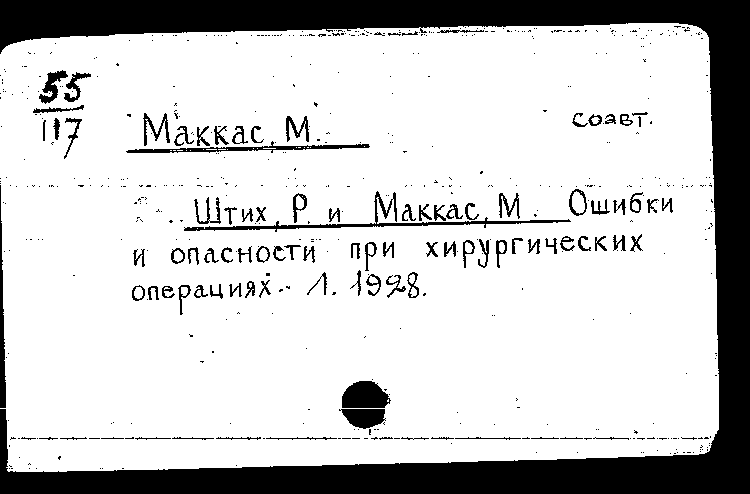 55
117
Маккас, М. соавт.
Штих, Р. и Маккас, М. Ошибки
и опасности при хирургических
операциях. Л. 1928.